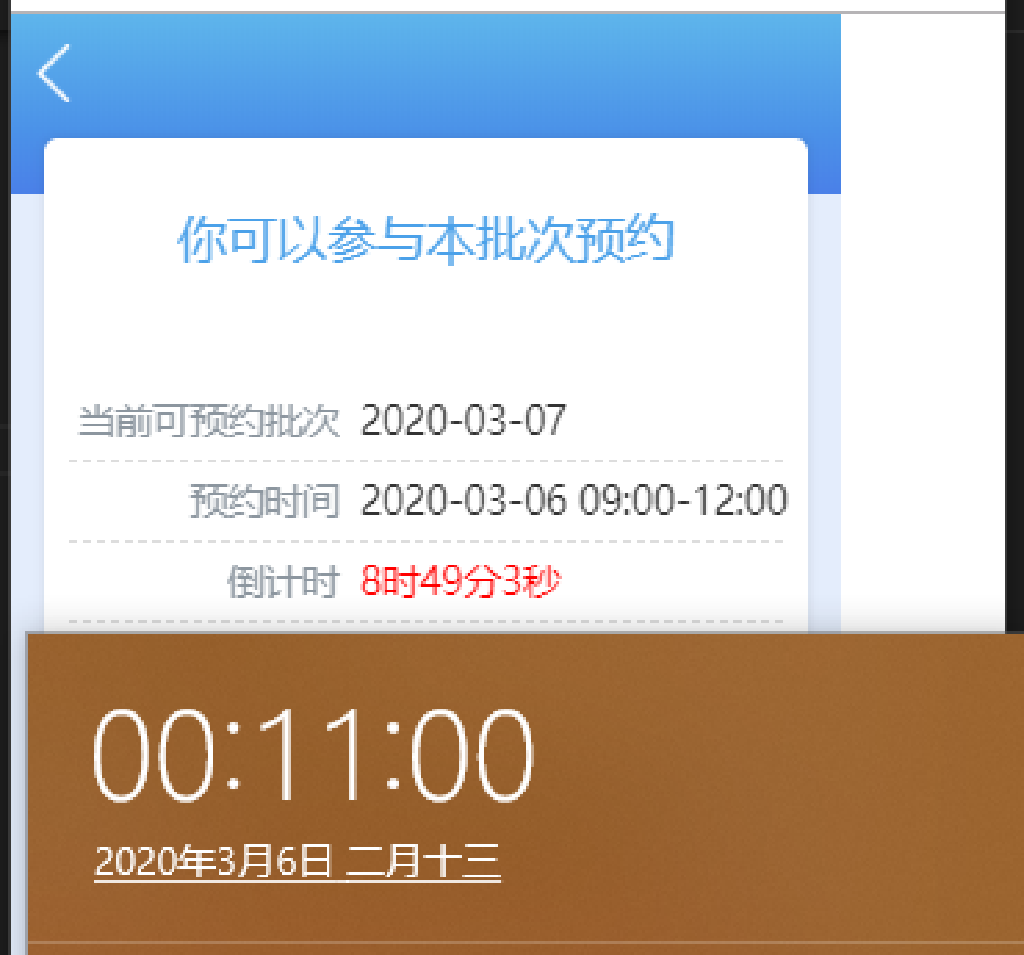 你可以参与本批次预约
当前可预约批次 2020-03-07
预约时间 2020-03-06 09:00-12:00
倒计时 8时49分3秒
00:11:00
2020年3月6日 二月十三